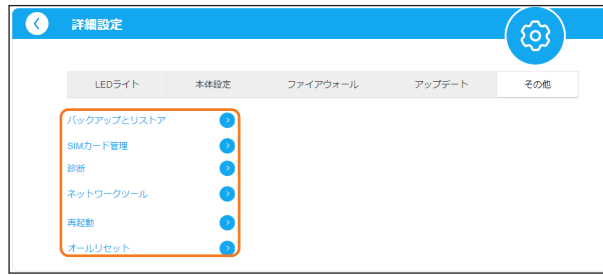 詳細設定
LEDライト 本体設定 ファイアウォール アップデート その他
バックアップとリストア
SIMカード管理
診断
ネットワークツール
再起動
オールリセット